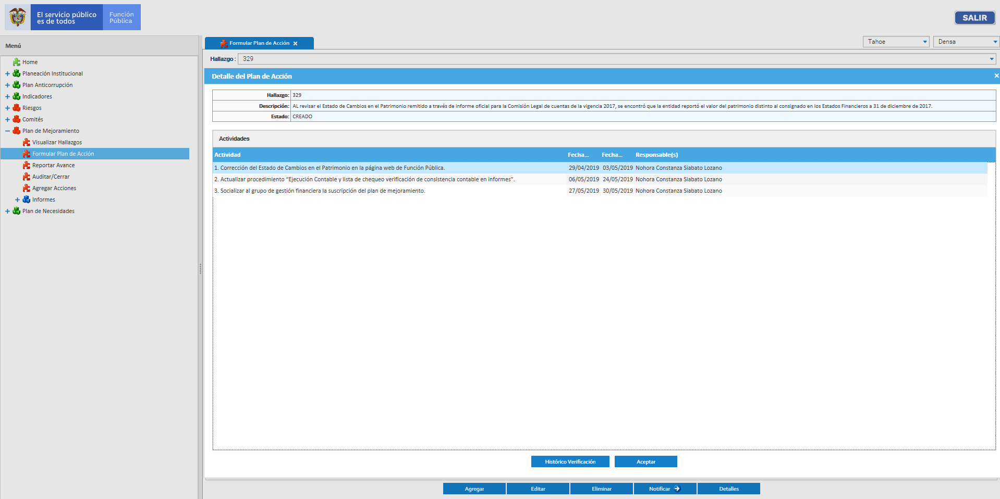 El servicio público
es de todos
Función
Pública
SALIR
Menú
Home
Planeación Institucional
Plan Anticorrupción
Indicadores
Riesgos
Comités
Plan de Mejoramiento
Visualizar Hallazgos
Formular Plan de Acción
Reportar Avance
Auditar/Cerrar
Agregar Acciones
Informes
Plan de Necesidades
Formular Plan de Acción
Tahoe
Densa
Hallazgo : 329
Detalle del Plan de Acción
Hallazgo: 329
Descripción: AL revisar el Estado de Cambios en el Patrimonio remitido a través de informe oficial para la Comisión Legal de cuentas de la vigencia 2017, se encontró que la entidad reportó el valor del patrimonio distinto al consignado en los Estados Financieros a 31 de diciembre de 2017.
Estado: CREADO
Actividades
Actividad Fecha... Fecha... Responsable(s)
1. Corrección del Estado de Cambios en el Patrimonio en la página web de Función Pública. 29/04/2019 03/05/2019 Nohora Constanza Siabato Lozano
2. Actualizar procedimiento “Ejecución Contable y lista de chequeo verificación de consistencia contable en informes”. 06/05/2019 24/05/2019 Nohora Constanza Siabato Lozano
3. Socializar al grupo de gestión financiera la suscripción del plan de mejoramiento. 27/05/2019 30/05/2019 Nohora Constanza Siabato Lozano
Histórico Verificación Aceptar
Agregar Editar Eliminar Notificar Detalles